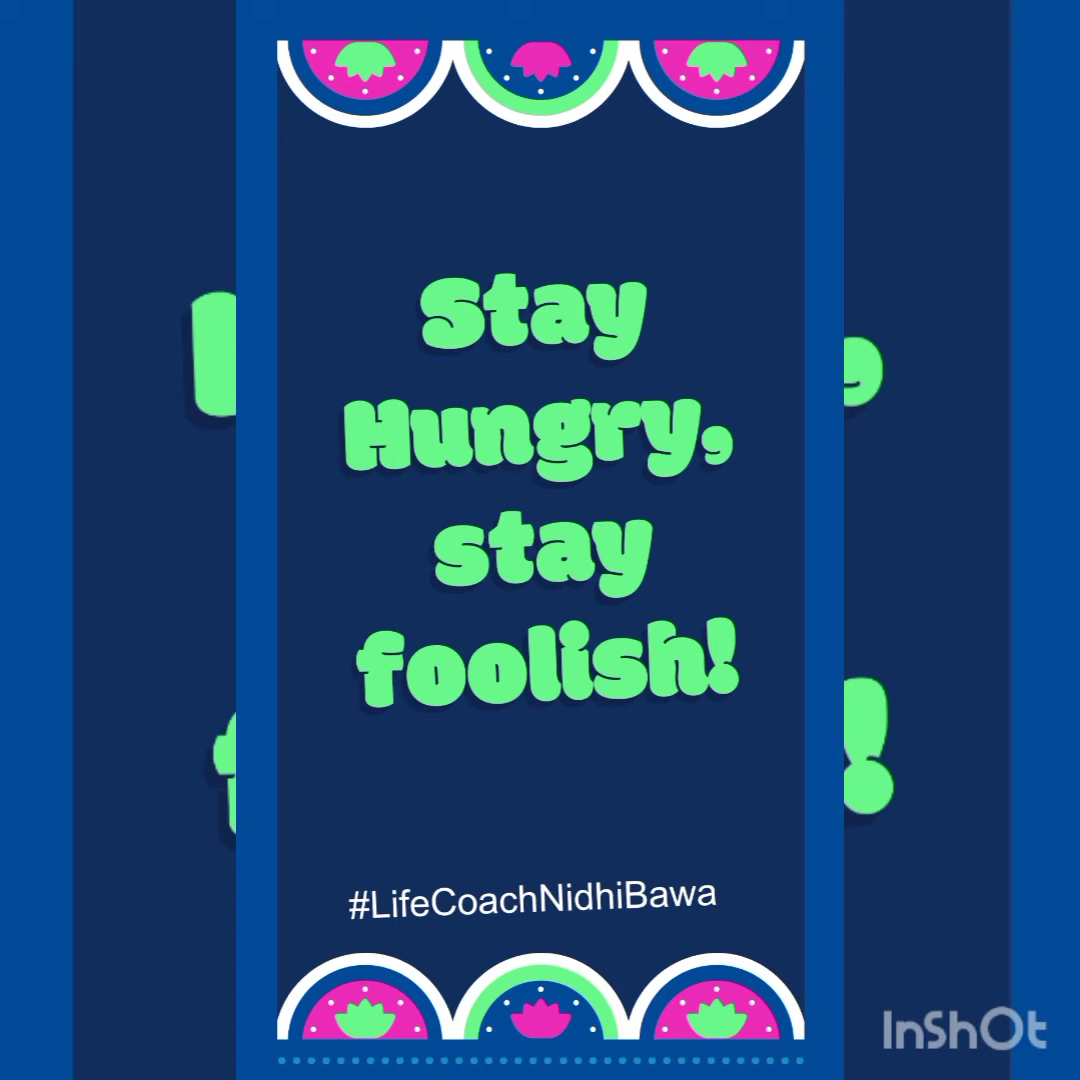 Stay
Hungry,
stay
foolish!
#LifeCoachNidhiBawa
InShOt